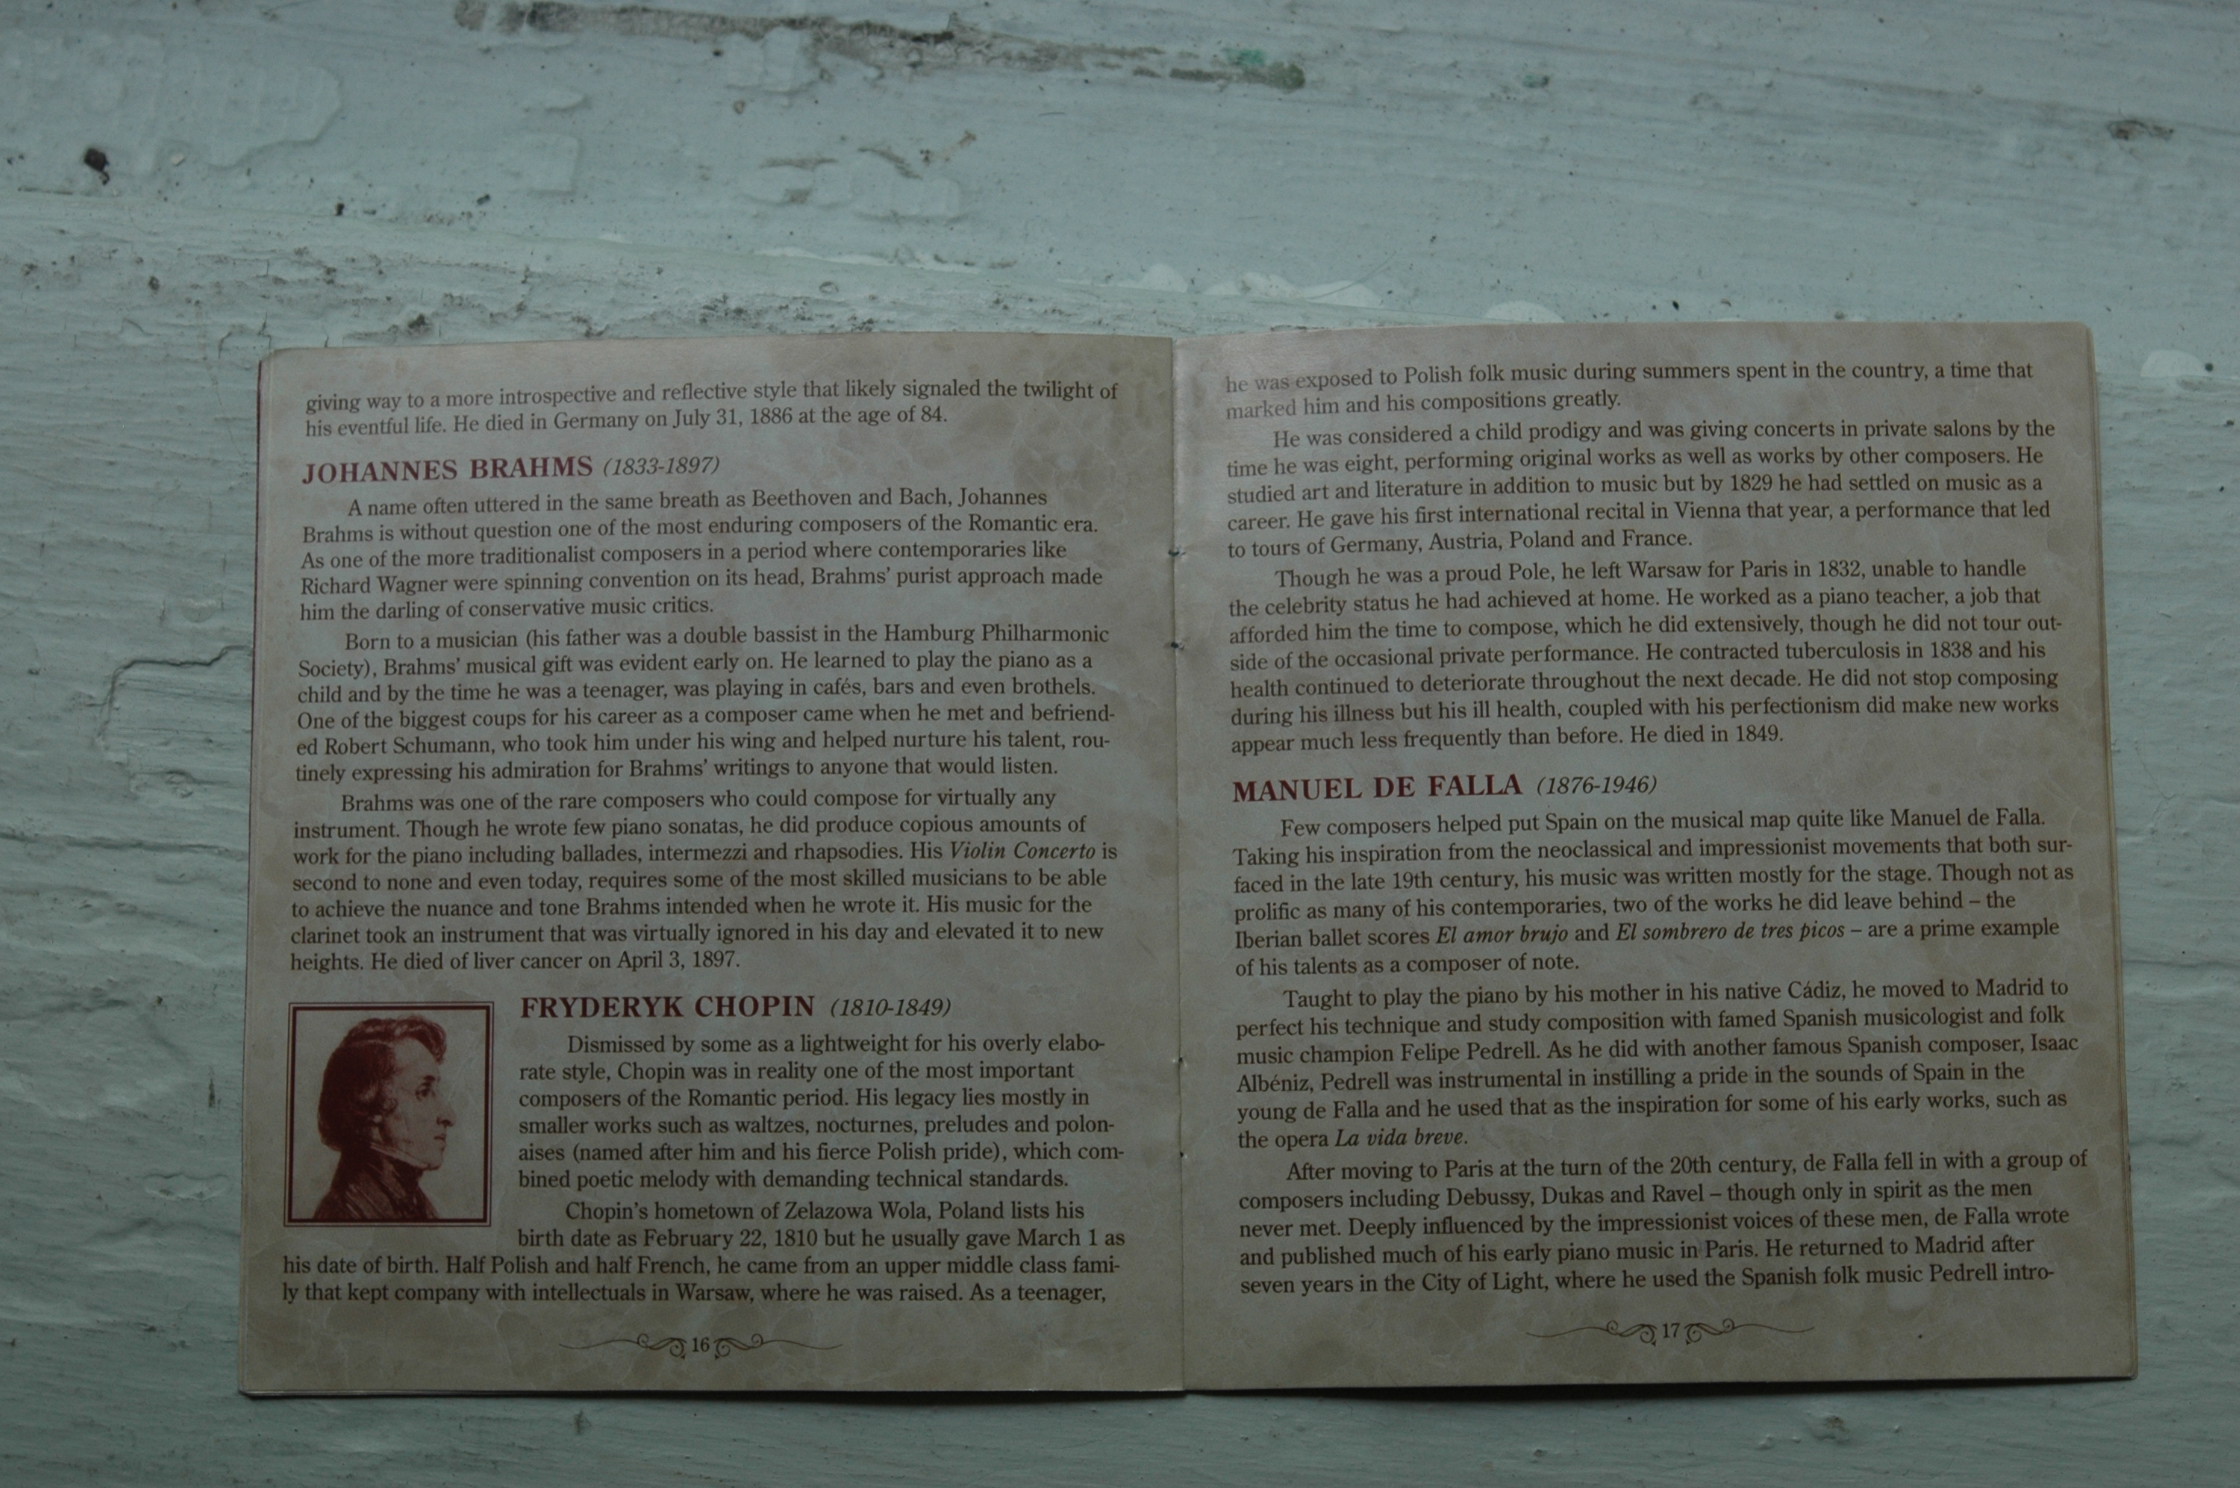 giving way to a more introspective and reflective style that likely signaled the twilight of
his eventful life. He died in Germany on July 31, 1886 at the age of 84.
JOHANNES BRAHMS (1833-1897)
A name often uttered in the same breath as Beethoven and Bach, Johannes
Brahms is without question one of the most enduring composers of the Romantic era.
As one of the more traditionalist composers in a period where contemporaries like
Richard Wagner were spinning convention on its head, Brahms' purist approach made
him the darling of conservative music critics.
Born to a musician (his father was a double bassist in the Hamburg Philharmonic
Society), Brahms' musical gift was evident early on. He learned to play the piano as a
child and by the time he was a teenager, was playing in cafés, bars and even brothels.
One of the biggest coups for his career as a composer came when he met and befriend-
ed Robert Schumann, who took him under his wing and helped nurture his talent, rou-
tinely expressing his admiration for Brahms' writings to anyone that would listen.
Brahms was one of the rare composers who could compose for virtually any
instrument. Though he wrote few piano sonatas, he did produce copious amounts of
work for the piano including ballades, intermezzi and rhapsodies. His Violin Concerto is
second to none and even today, requires some of the most skilled musicians to be able
to achieve the nuance and tone Brahms intended when he wrote it. His music for the
clarinet took an instrument that was virtually ignored in his day and elevated it to new
heights. He died of liver cancer on April 3, 1897.
FRYDERYK CHOPIN (1810-1849)
Dismissed by some as a lightweight for his overly elabo-
rate style, Chopin was in reality one of the most important
composers of the Romantic period. His legacy lies mostly in
smaller works such as waltzes, nocturnes, preludes and polon-
aises (named after him and his fierce Polish pride), which com-
bined poetic melody with demanding technical standards.
Chopin's hometown of Zelazowa Wola, Poland lists his
birth date as February 22, 1810 but he usually gave March 1 as
his date of birth. Half Polish and half French, he came from an upper middle class fami-
ly that kept company with intellectuals in Warsaw, where he was raised. As a teenager,
16
he was exposed to Polish folk music during summers spent in the country, a time that
marked him and his compositions greatly.
He was considered a child prodigy and was giving concerts in private salons by the
time he was eight, performing original works as well as works by other composers. He
studied art and literature in addition to music but by 1829 he had settled on music as a
career. He gave his first international recital in Vienna that year, a performance that led
to tours of Germany, Austria, Poland and France.
Though he was a proud Pole, he left Warsaw for Paris in 1832, unable to handle
the celebrity status he had achieved at home. He worked as a piano teacher, a job that
afforded him the time to compose, which he did extensively, though he did not tour out-
side of the occasional private performance. He contracted tuberculosis in 1838 and his
health continued to deteriorate throughout the next decade. He did not stop composing
during his illness but his ill health, coupled with his perfectionism did make new works
appear much less frequently than before. He died in 1849.
MANUEL DE FALLA (1876-1946)
Few composers helped put Spain on the musical map quite like Manuel de Falla.
Taking his inspiration from the neoclassical and impressionist movements that both sur-
faced in the late 19th century, his music was written mostly for the stage. Though not as
prolific as many of his contemporaries, two of the works he did leave behind – the
Iberian ballet scores El amor brujo and El sombrero de tres picos – are a prime example
of his talents as a composer of note.
Taught to play the piano by his mother in his native Cádiz, he moved to Madrid to
perfect his technique and study composition with famed Spanish musicologist and folk
music champion Felipe Pedrell. As he did with another famous Spanish composer, Isaac
Albéniz, Pedrell was instrumental in instilling a pride in the sounds of Spain in the
young de Falla and he used that as the inspiration for some of his early works, such as
the opera La vida breve.
After moving to Paris at the turn of the 20th century, de Falla fell in with a group of
composers including Debussy, Dukas and Ravel – though only in spirit as the men
never met. Deeply influenced by the impressionist voices of these men, de Falla wrote
and published much of his early piano music in Paris. He returned to Madrid after
seven years in the City of Light, where he used the Spanish folk music Pedrell intro-
17